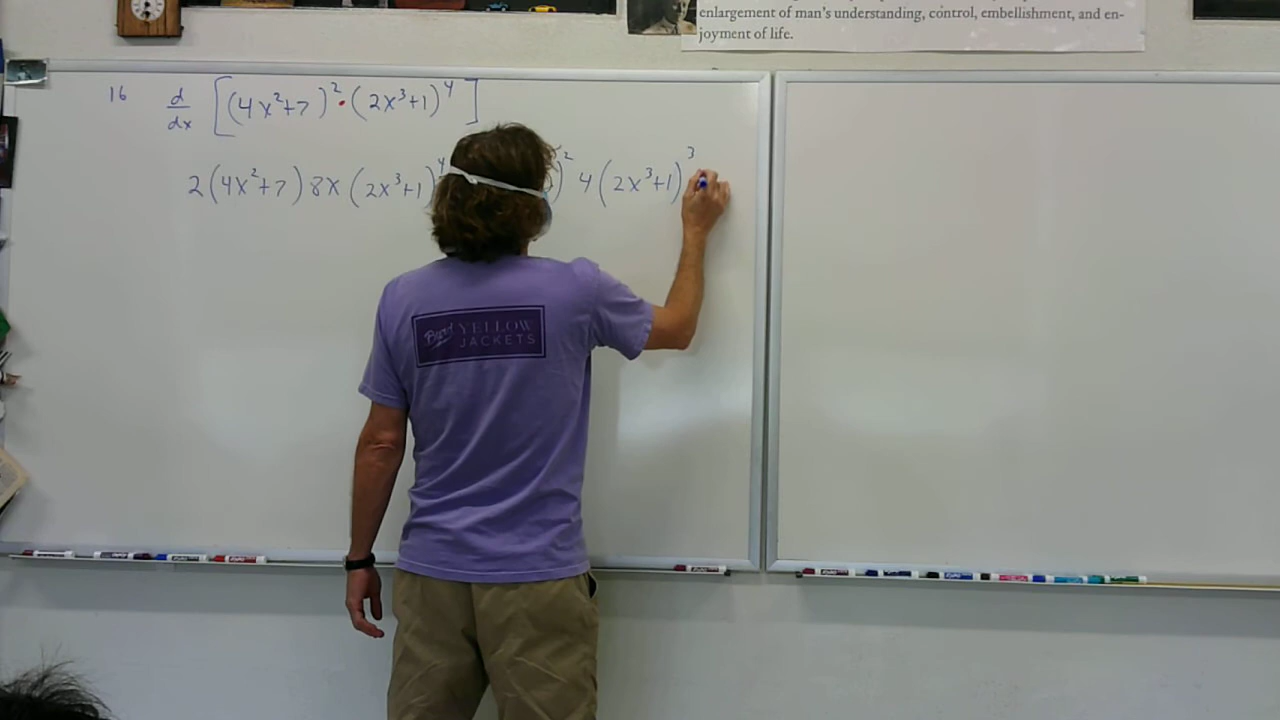 enlargement of man's understanding, control, embellishment, and en-
joyment of life.
16 d/dx [(4x²+7)²·(2x³+1)⁴]
2(4x²+7)8x(2x³+1)⁴ )² 4(2x³+1)³
YELLOW
JACKETS